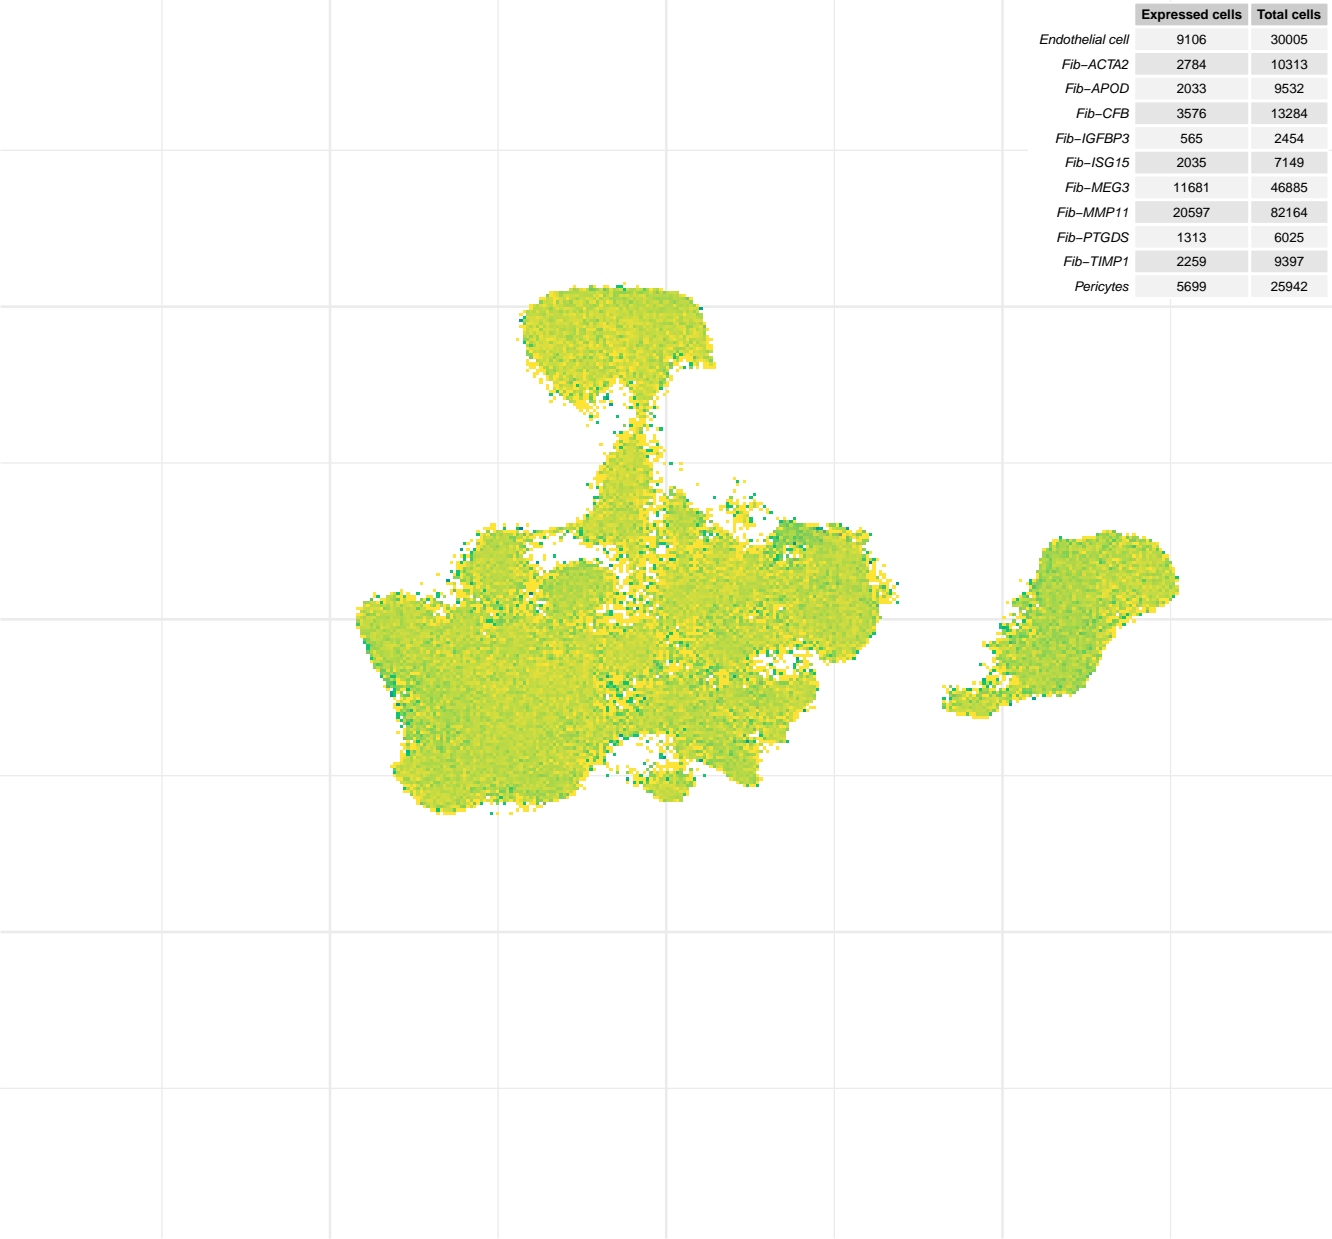 Expressed cells Total cells
Endothelial cell 9106 30005
Fib−ACTA2 2784 10313
Fib−APOD 2033 9532
Fib−CFB 3576 13284
Fib−IGFBP3 565 2454
Fib−ISG15 2035 7149
Fib−MEG3 11681 46885
Fib−MMP11 20597 82164
Fib−PTGDS 1313 6025
Fib−TIMP1 2259 9397
Pericytes 5699 25942